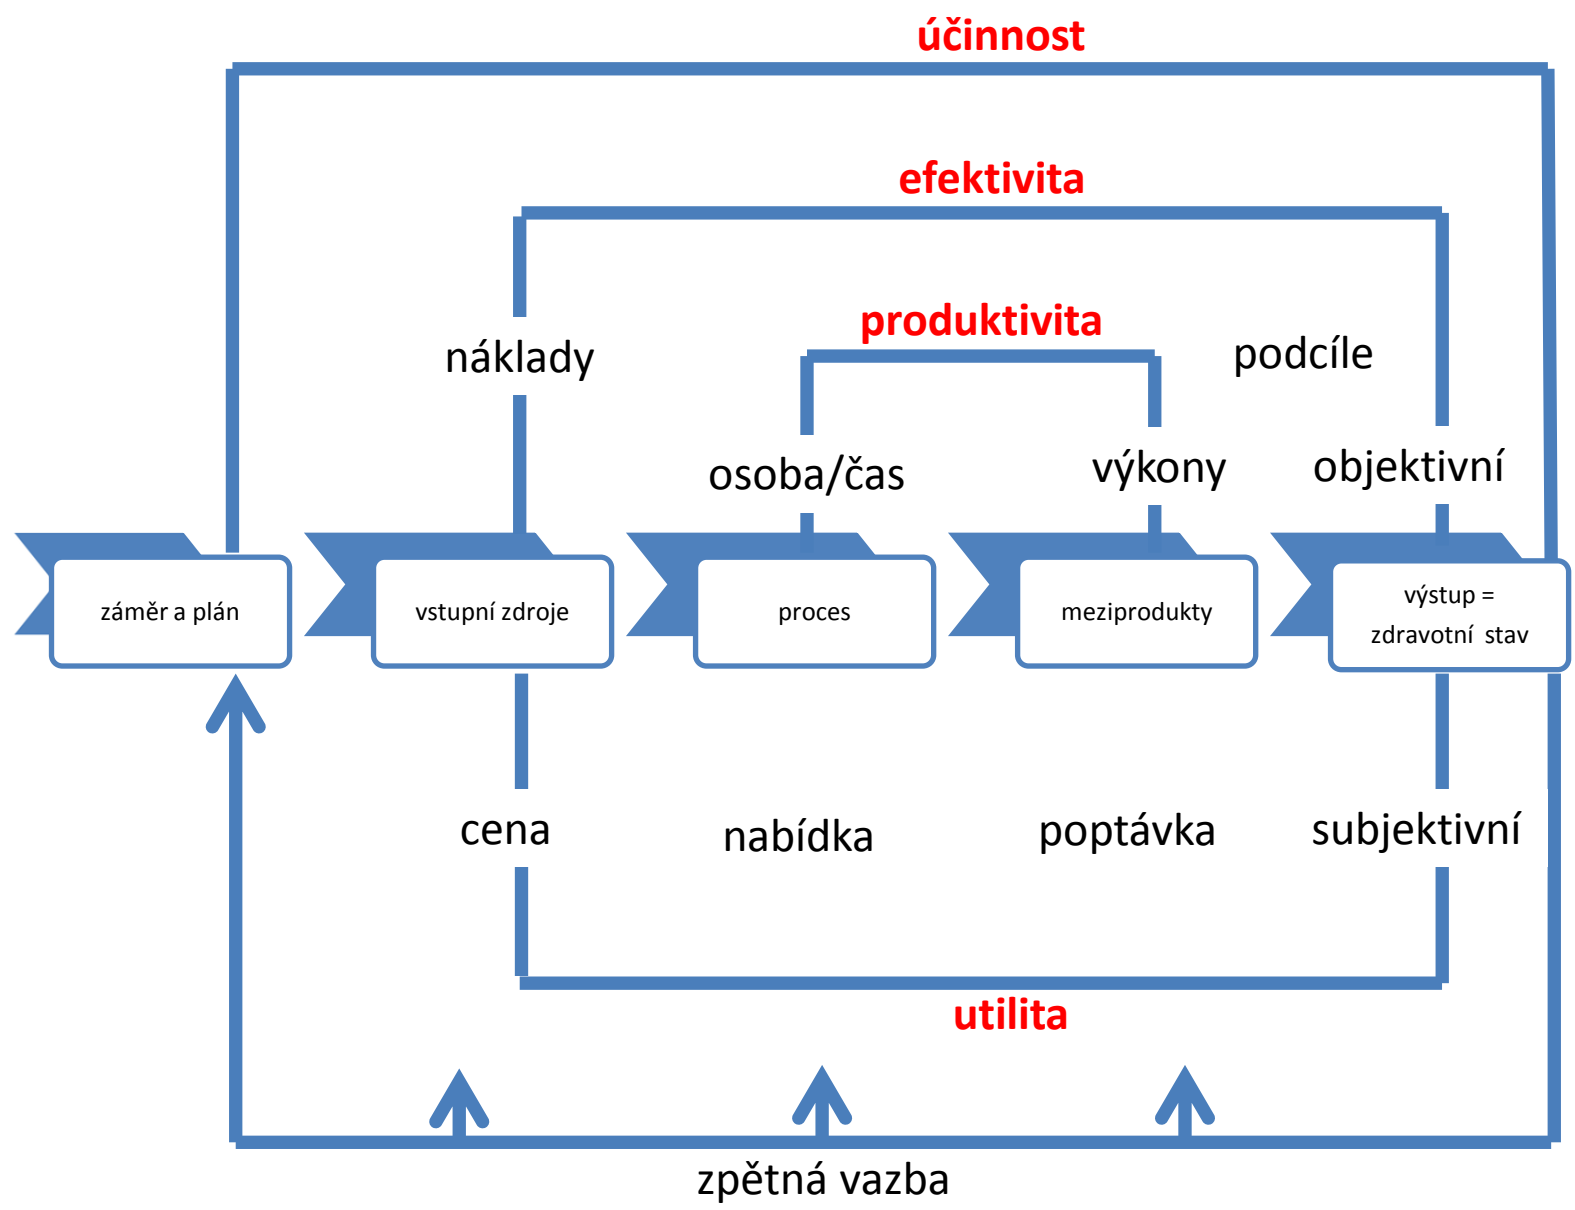 účinnost
efektivita
produktivita
náklady
podcíle
osoba/čas
výkony
objektivní
záměr a plán
vstupní zdroje
proces
meziprodukty
výstup =
zdravotní stav
cena
nabídka
poptávka
subjektivní
utilita
zpětná vazba